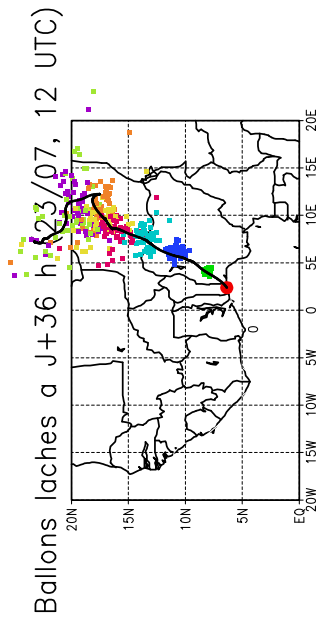 Ballons laches a J+36 h (23/07, 12 UTC)
20N
15N
10N
5N
EQ
20W
15W
10W
5W
0
5E
10E
15E
20E
0